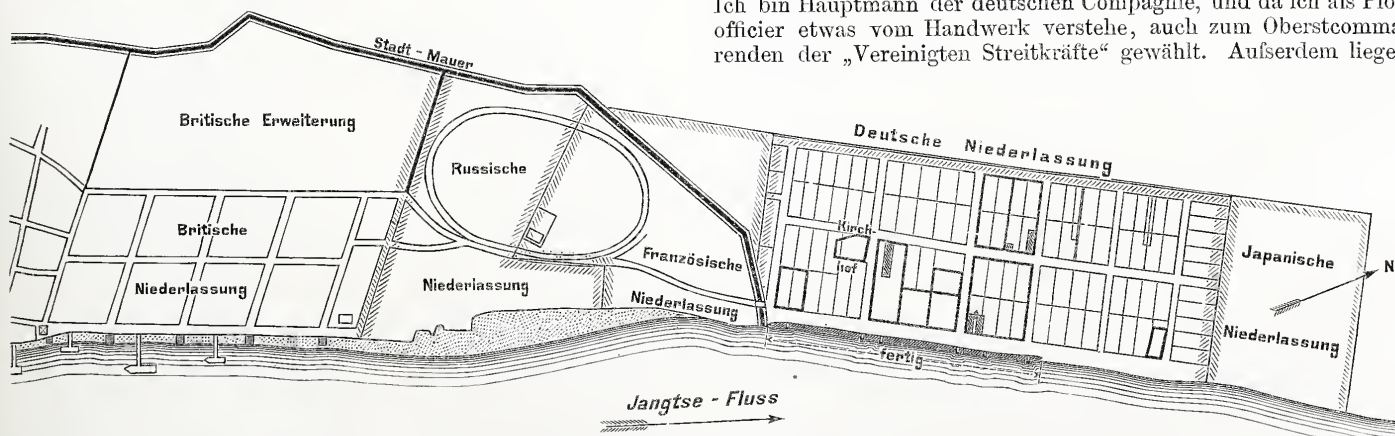 Ich bin Hauptmann der deutschen Compagnie, und da ich als
officier etwas vom Handwerk verstehe, auch zum
renden der „Vereinigten Streitkräfte“ gewählt. Aufserdem
Stadt - Mauer
Britische Erweiterung
Russische
Deutsche Niederlassung
Britische
Kirch-
hof
Französische
Japanische
N
Niederlassung
Niederlassung
Niederlassung
Niederlassung
fertig
Jangtse - Fluss